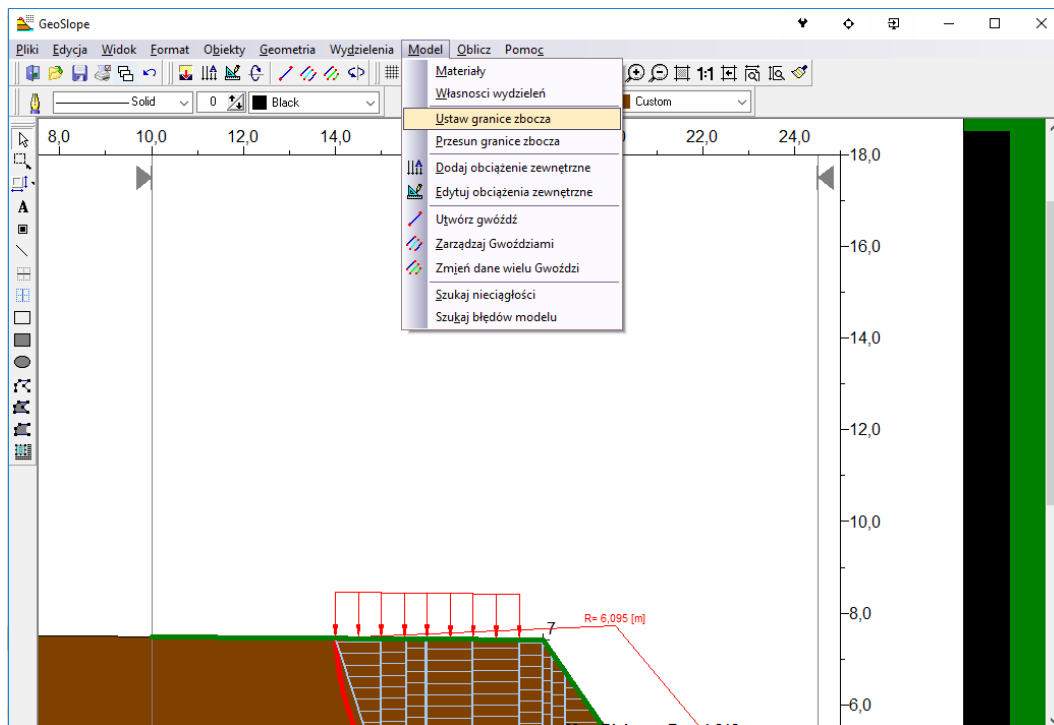 GeoSlope
Pliki Edycja Widok Format Obiekty Geometria Wydzielenia Model Oblicz Pomoc
1:1
Solid 0 Black Custom
Materiały
Własnosci wydzieleń
Ustaw granice zbocza
Przesun granice zbocza
Dodaj obciążenie zewnętrzne
Edytuj obciążenia zewnętrzne
Utwórz gwóźdź
Zarządzaj Gwoździami
Zmień dane wielu Gwoździ
Szukaj nieciągłości
Szukaj błędów modelu
8,0 10,0 12,0 14,0 22,0 24,0
18,0
16,0
14,0
12,0
10,0
8,0
R= 6,095 [m]
7
6,0
A